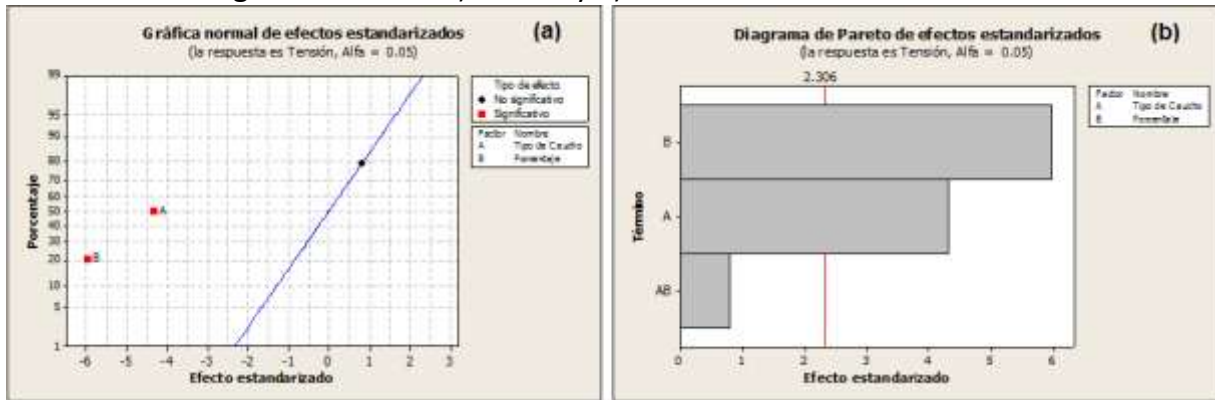 Gráfica normal de efectos estandarizados (a)
(la respuesta es Tensión, Alfa = 0.05)
99
95
90
80
70
60
50
40
30
20
10
5
1
Porcentaje
A
B
-6 -5 -4 -3 -2 -1 0 1 2 3
Efecto estandarizado
Tipo de efecto
No significativo
Significativo
Factor Nombre
A Tipo de Caucho
B Porcentaje
Diagrama de Pareto de efectos estandarizados (b)
(la respuesta es Tensión, Alfa = 0.05)
2.306
Término
B
A
AB
0 1 2 3 4 5 6
Efecto estandarizado
Factor Nombre
A Tipo de Caucho
B Porcentaje